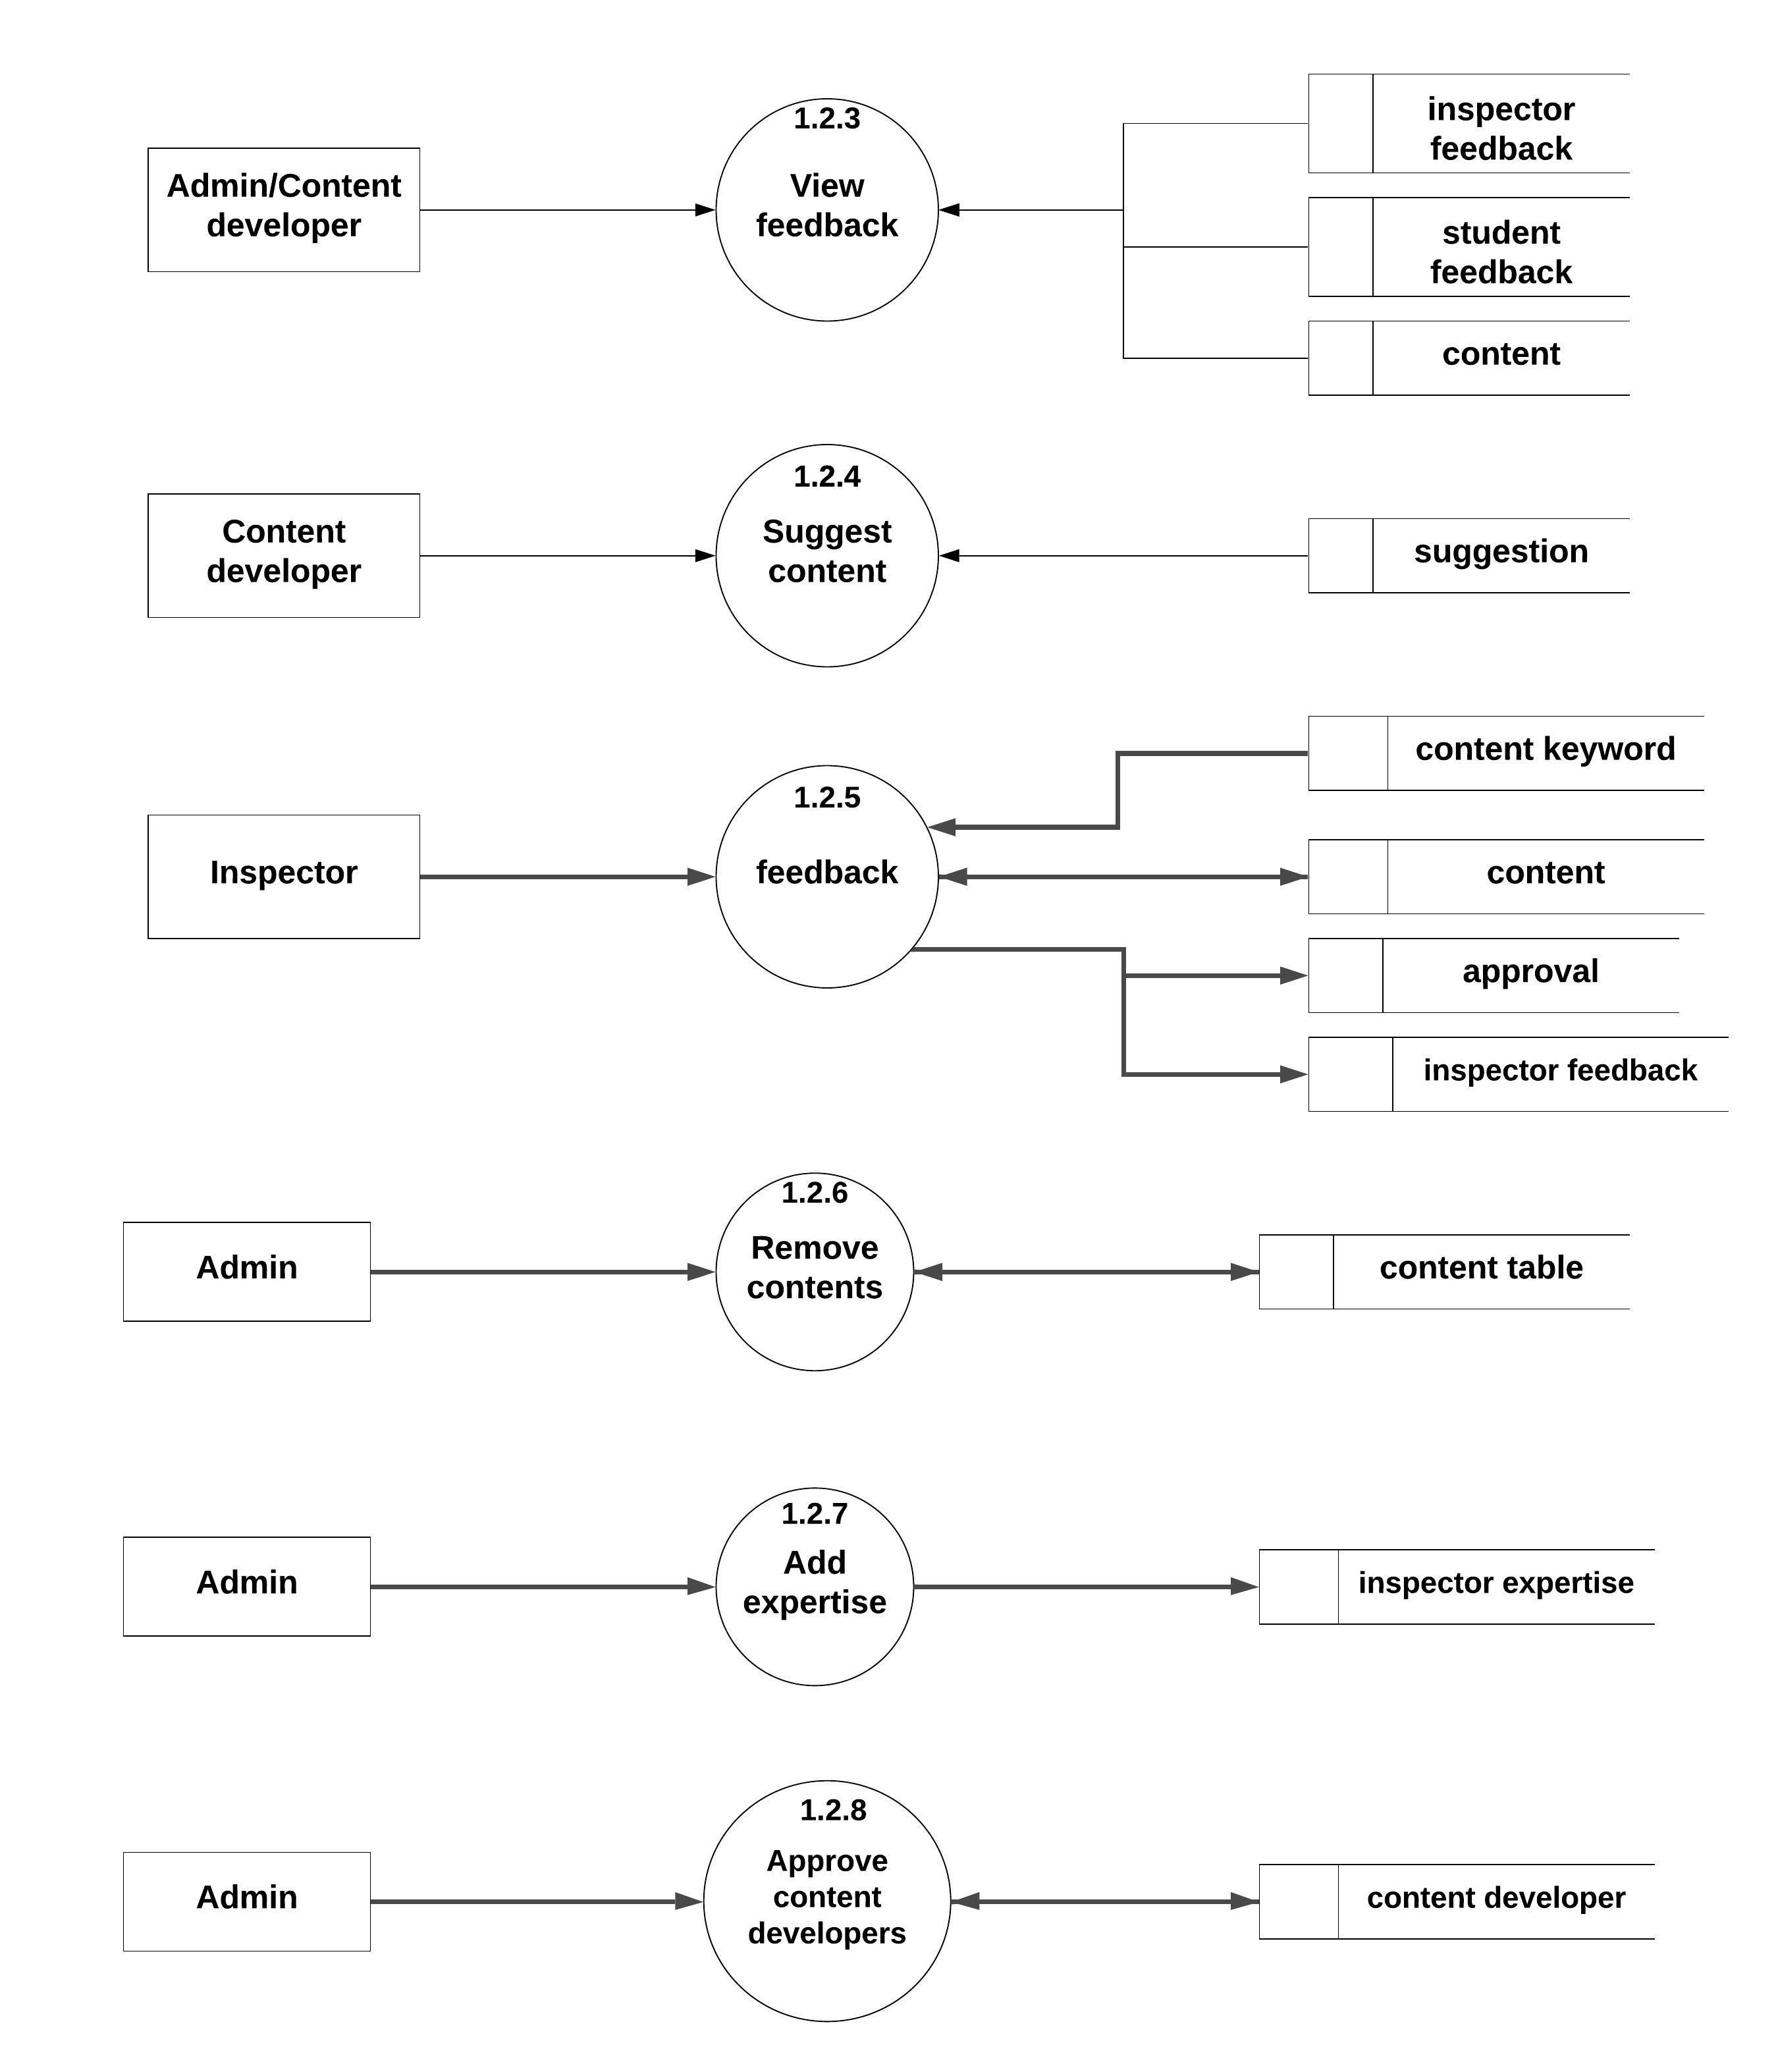 1.2.3
Admin/Content
developer
View
feedback
inspector
feedback
student
feedback
content
1.2.4
Content
developer
Suggest
content
suggestion
1.2.5
Inspector
feedback
content keyword
content
approval
inspector feedback
1.2.6
Admin
Remove
contents
content table
1.2.7
Admin
Add
expertise
inspector expertise
1.2.8
Admin
Approve
content
developers
content developer